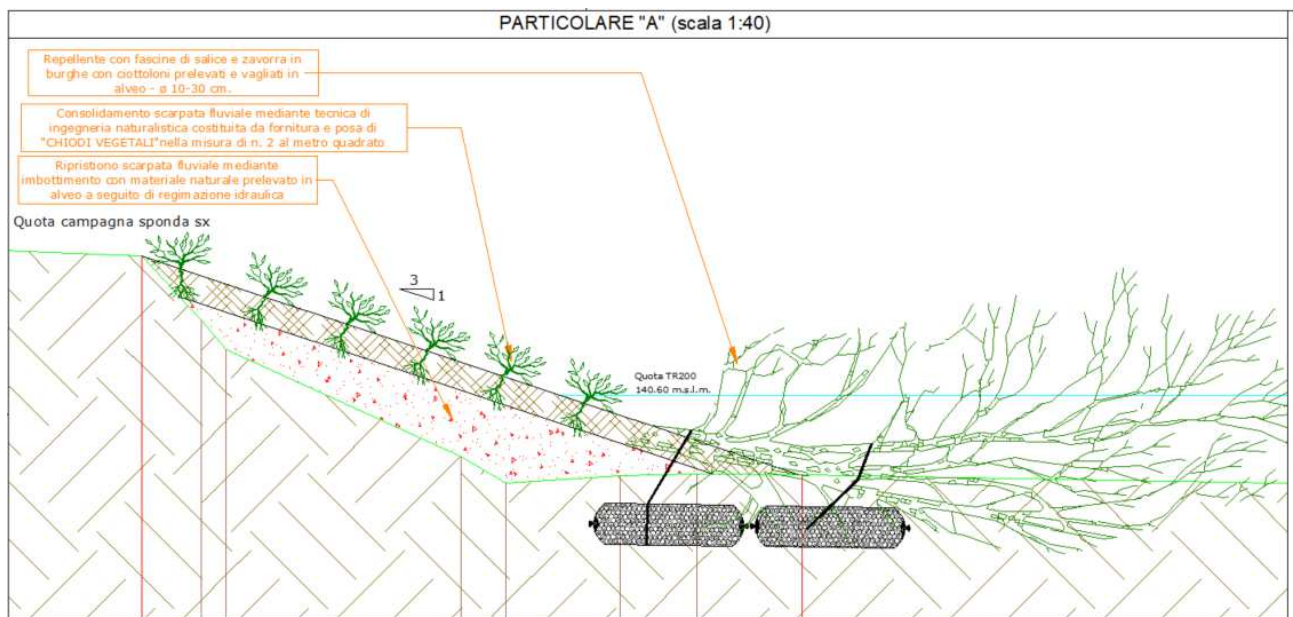 PARTICOLARE "A" (scala 1:40)
Repellente con fascine di salice e zavorra in
burghe con ciottoloni prelevati e vagliati in
alveo - ø 10-30 cm.
Consolidamento scarpata fluviale mediante tecnica di
ingegneria naturalistica costituita da fornitura e posa di
"CHIODI VEGETALI"nella misura di n. 2 al metro quadrato
Ripristiono scarpata fluviale mediante
imbottimento con materiale naturale prelevato in
alveo a seguito di regimazione idraulica
Quota campagna sponda sx
3
1
Quota TR200
140.60 m.s.l.m.